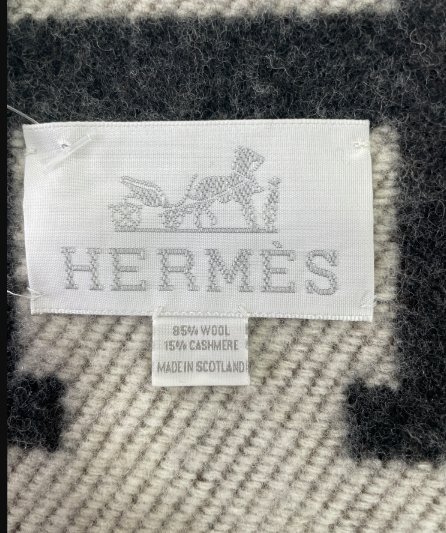 HERMÈS
85% WOOL
15% CASHMERE
MADE IN SCOTLAND